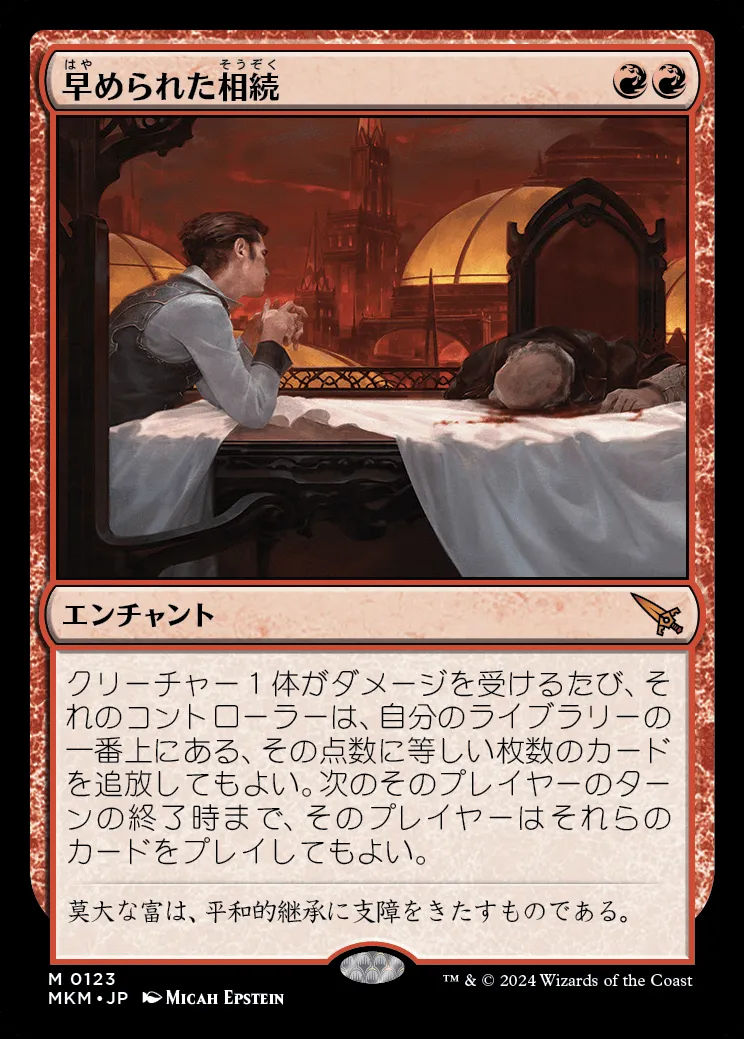 早められた相続
はや そうぞく
エンチャント
クリーチャー１体がダメージを受けるたび、そ
れのコントローラーは、自分のライブラリーの
一番上にある、その点数に等しい枚数のカード
を追放してもよい。次のそのプレイヤーのター
ンの終了時まで、そのプレイヤーはそれらの
カードをプレイしてもよい。
莫大な富は、平和的継承に支障をきたすものである。
M 0123
MKM • JP Micah Epstein
™ & © 2024 Wizards of the Coast